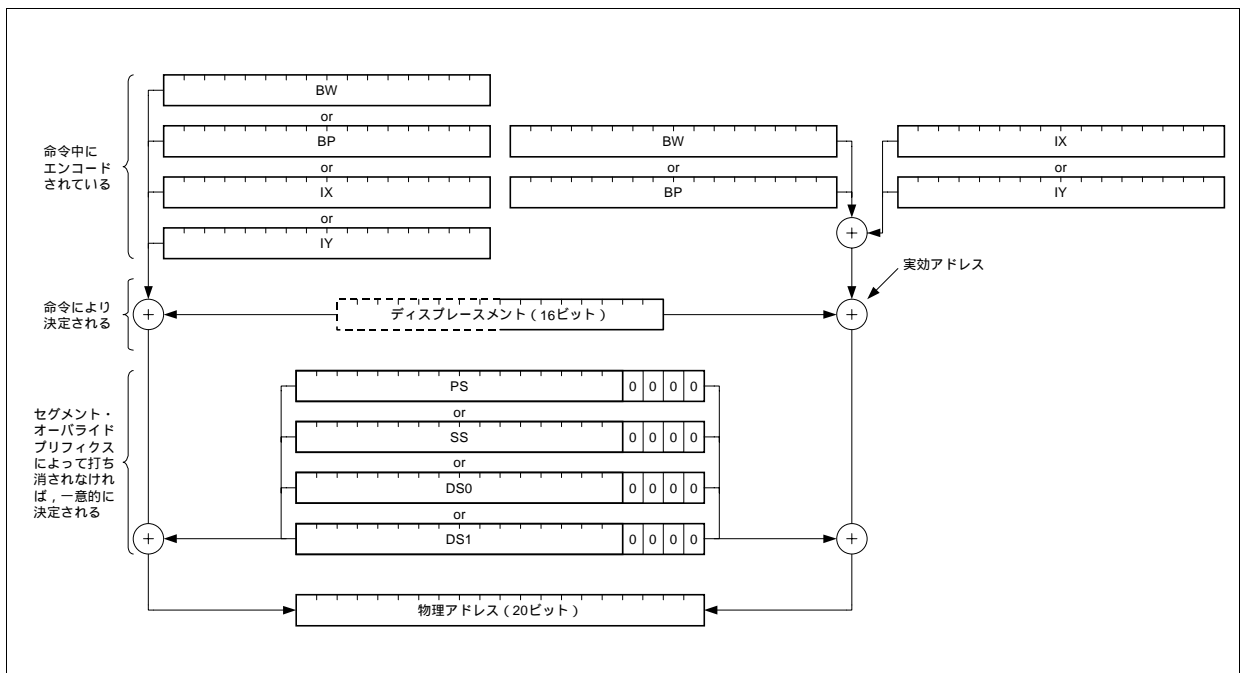 BW
or
BP
or
IX
or
IY
命令中に
エンコード
されている
BW
or
BP
IX
or
IY
+
実効アドレス
命令により
決定される
+
ディスプレースメント(16ビット)
+
セグメント・
オーバライド
プリフィクス
によって打ち
消されなけれ
ば,一意的に
決定される
PS 0 0 0 0
or
SS 0 0 0 0
or
DS0 0 0 0 0
or
DS1 0 0 0 0
+
+
物理アドレス(20ビット)